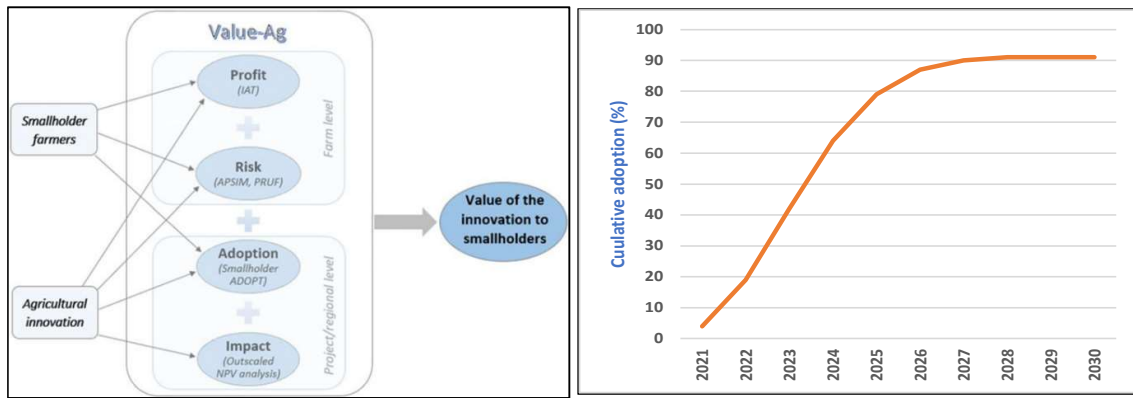 Value-Ag
Profit
(IAT)
Farm level
Risk
(APSIM, PRUF)
Smallholder
farmers
Agricultural
innovation
Adoption
(Smallholder
ADOPT)
Project/regional level
Impact
(Outscaled
NPV analysis)
Value of the
innovation to
smallholders
Cuulative adoption (%)
100
90
80
70
60
50
40
30
20
10
0
2021
2022
2023
2024
2025
2026
2027
2028
2029
2030